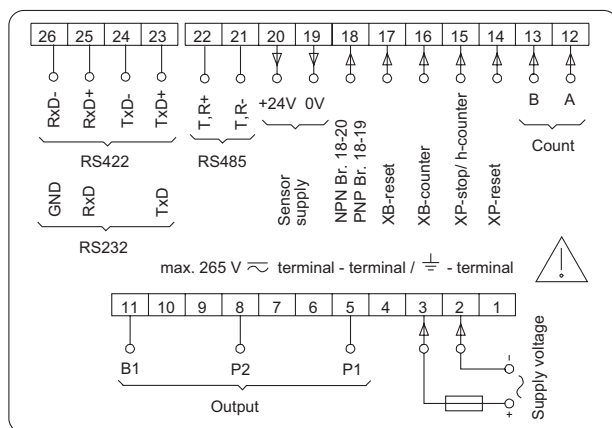 26 25 24 23 22 21 20 19 18 17 16 15 14 13 12
RxD-
RxD+
TxD-
TxD+
T,R+
T,R-
+24V 0V
NPN Br. 18-20
PNP Br. 18-19
XB-reset
XB-counter
XP-stop/ h-counter
XP-reset
B A
RS422
RS485
Sensor
supply
Count
GND
RxD
TxD
RS232
max. 265 V terminal - terminal / - terminal
!
11 10 9 8 7 6 5 4 3 2 1
B1 P2 P1
Output
- 
+
Supply voltage